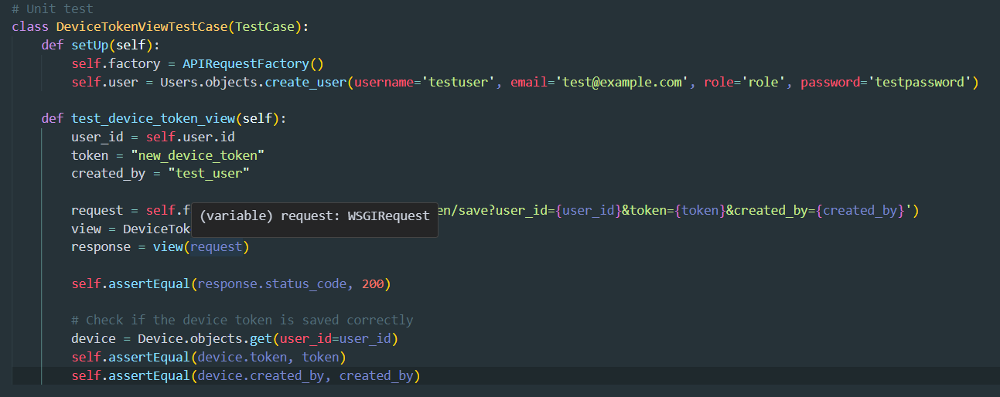 # Unit test
class DeviceTokenViewTestCase(TestCase):
def setUp(self):
self.factory = APIRequestFactory()
self.user = Users.objects.create_user(username='testuser', email='test@example.com', role='role', password='testpassword')
def test_device_token_view(self):
user_id = self.user.id
token = "new_device_token"
created_by = "test_user"
request = self.f en/save?user_id={user_id}&token={token}&created_by={created_by}')
(variable) request: WSGIRequest
view = DeviceTok
response = view(request)
self.assertEqual(response.status_code, 200)
# Check if the device token is saved correctly
device = Device.objects.get(user_id=user_id)
self.assertEqual(device.token, token)
self.assertEqual(device.created_by, created_by)